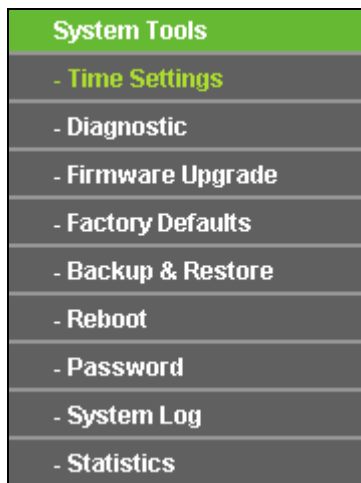 System Tools
- Time Settings
- Diagnostic
- Firmware Upgrade
- Factory Defaults
- Backup & Restore
- Reboot
- Password
- System Log
- Statistics